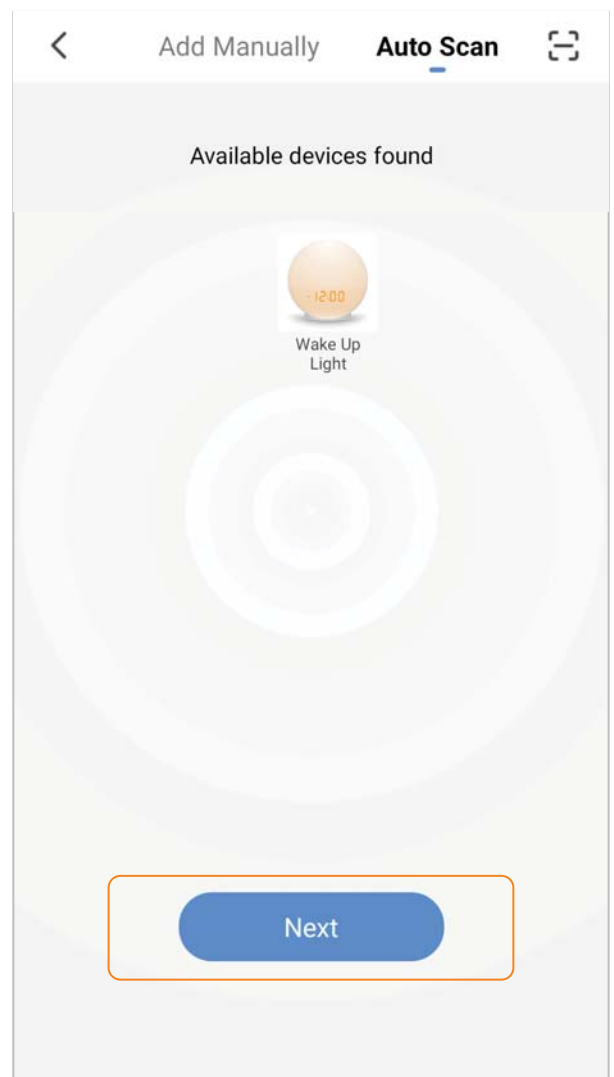 Add Manually Auto Scan
Available devices found
12:00
Wake Up
Light
Next